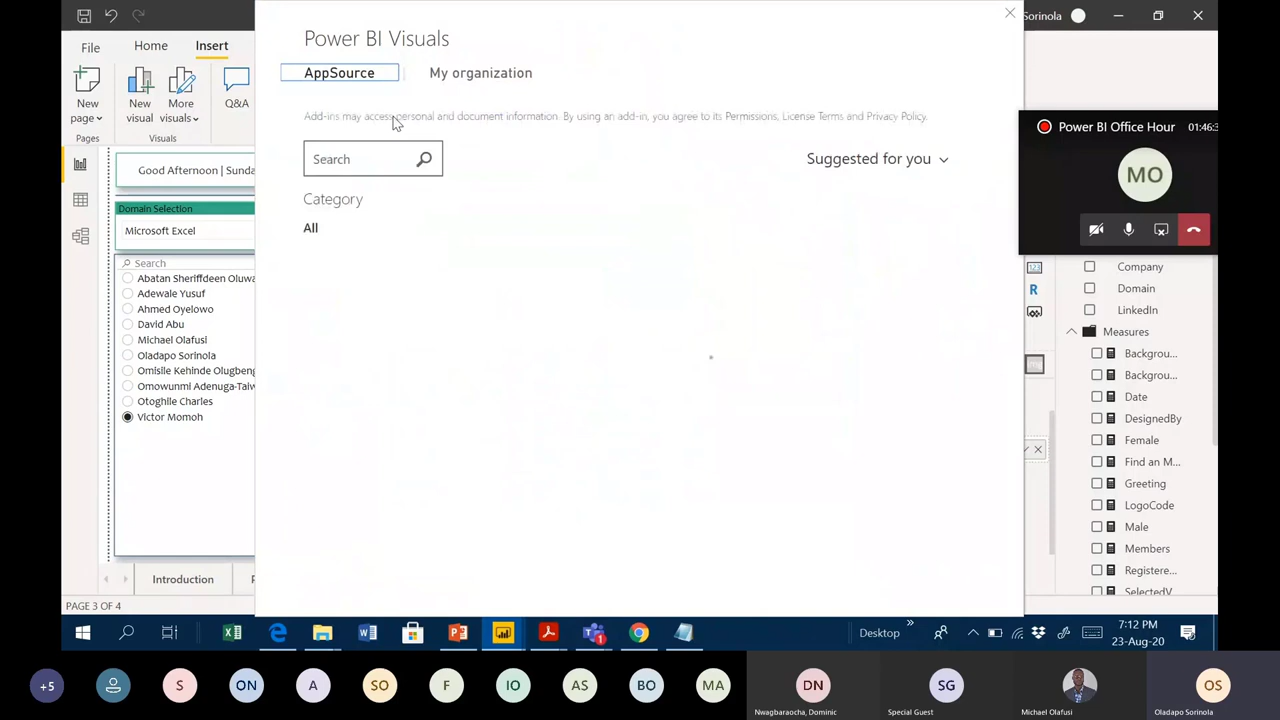 Sorinola
File
Home
Insert
New
page
New
visual
More
visuals
Q&A
Pages
Visuals
Power BI Visuals
AppSource
My organization
Add-ins may access personal and document information. By using an add-in, you agree to its Permissions, License Terms and Privacy Policy.
Search
Suggested for you
Category
All
Good Afternoon | Sunda
Domain Selection
Microsoft Excel
Search
Abatan Sheriffdeen Oluwa
Adewale Yusuf
Ahmed Oyelowo
David Abu
Michael Olafusi
Oladapo Sorinola
Omisile Kehinde Olugbeng
Omowunmi Adenuga-Taiw
Otoghile Charles
Victor Momoh
Power BI Office Hour
01:46:3
MO
123
R
Company
Domain
LinkedIn
Measures
Backgrou...
Backgrou...
Date
DesignedBy
Female
Find an M...
Greeting
LogoCode
Male
Members
Registere...
SelectedV
Introduction
PAGE 3 OF 4
Desktop
7:12 PM
23-Aug-20
+5
S
ON
A
SO
F
IO
AS
BO
MA
DN
Nwagbaraocha, Dominic
SG
Special Guest
Michael Olafusi
OS
Oladapo Sorinola